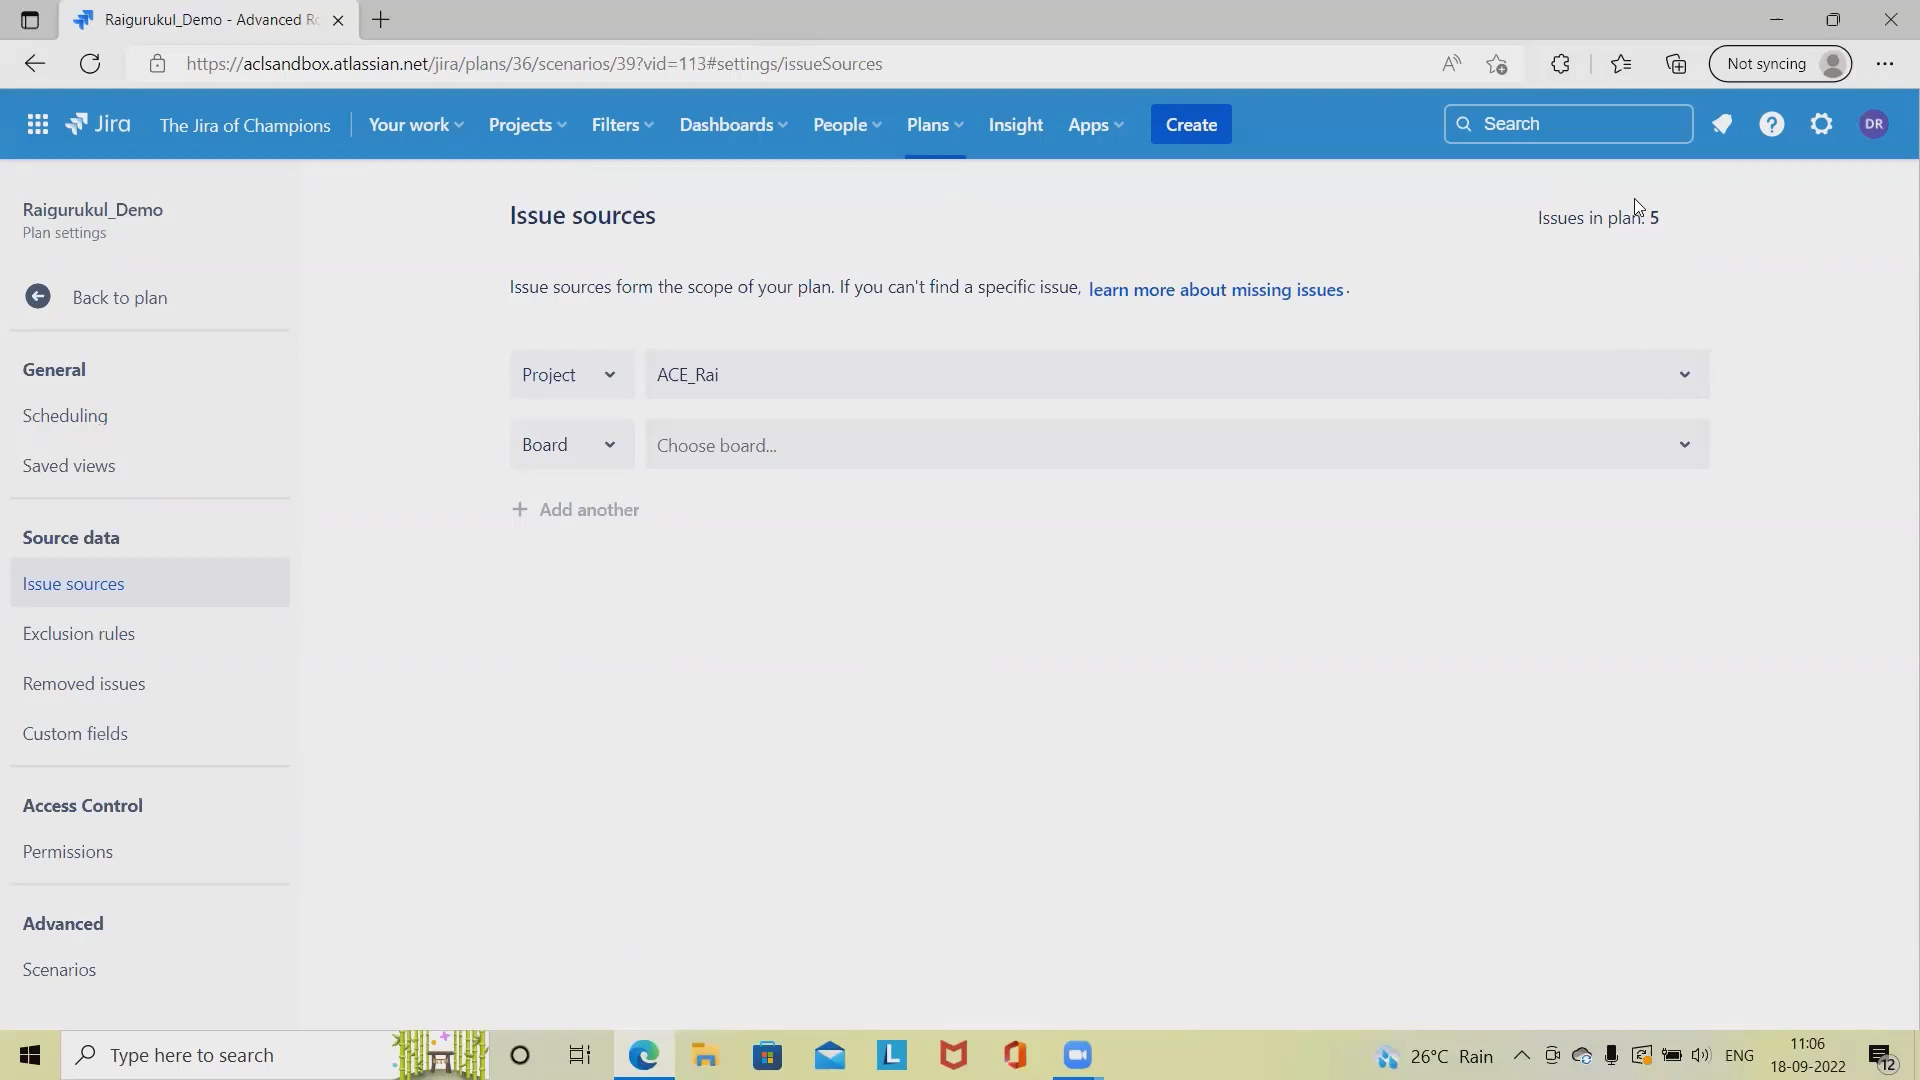 Raigurukul_Demo - Advanced Ro
https://aclsandbox.atlassian.net/jira/plans/36/scenarios/39?vid=113#settings/issueSources
Not syncing
Jira
The Jira of Champions
Your work
Projects
Filters
Dashboards
People
Plans
Insight
Apps
Create
Search
DR
Raigurukul_Demo
Plan settings
Back to plan
General
Scheduling
Saved views
Source data
Issue sources
Exclusion rules
Removed issues
Custom fields
Access Control
Permissions
Advanced
Scenarios
Issue sources
Issues in plan: 5
Issue sources form the scope of your plan. If you can't find a specific issue, learn more about missing issues.
Project
ACE_Rai
Board
Choose board...
+ Add another
Type here to search
L
26°C Rain
ENG
11:06
18-09-2022
12